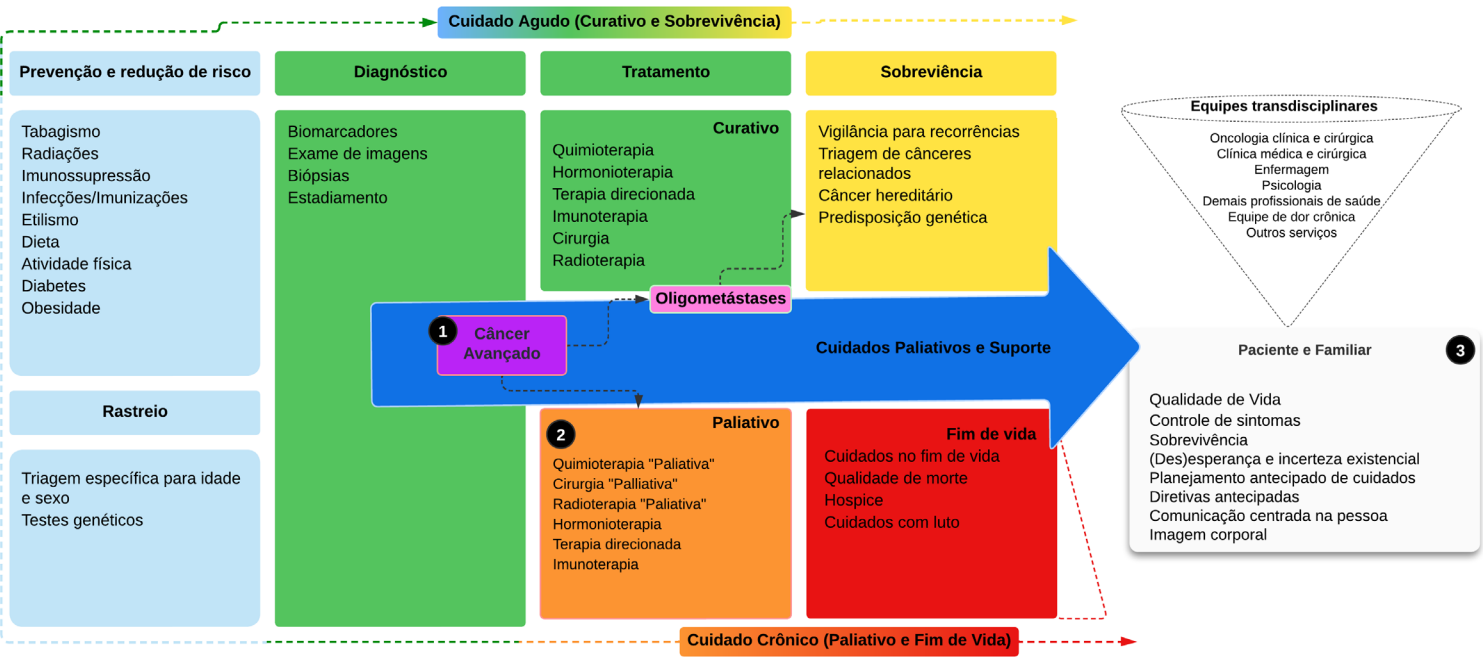 Cuidado Agudo (Curativo e Sobrevivência)
Prevenção e redução de risco
Tabagismo
Radiações
Imunossupressão
Infecções/Imunizações
Etilismo
Dieta
Atividade física
Diabetes
Obesidade
Rastreio
Triagem específica para idade
e sexo
Testes genéticos
Diagnóstico
Biomarcadores
Exame de imagens
Biópsias
Estadiamento
Tratamento
Curativo
Quimioterapia
Hormonioterapia
Terapia direcionada
Imunoterapia
Cirurgia
Radioterapia
Sobreviência
Vigilância para recorrências
Triagem de cânceres
relacionados
Câncer hereditário
Predisposição genética
Oligometástases
1
Câncer
Avançado
Cuidados Paliativos e Suporte
2
Paliativo
Quimioterapia "Paliativa"
Cirurgia "Palliativa"
Radioterapia "Paliativa"
Hormonioterapia
Terapia direcionada
Imunoterapia
Fim de vida
Cuidados no fim de vida
Qualidade de morte
Hospice
Cuidados com luto
Equipes transdisciplinares
Oncologia clínica e cirúrgica
Clínica médica e cirúrgica
Enfermagem
Psicologia
Demais profissionais de saúde
Equipe de dor crônica
Outros serviços
Paciente e Familiar
3
Qualidade de Vida
Controle de sintomas
Sobrevivência
(Des)esperança e incerteza existencial
Planejamento antecipado de cuidados
Diretivas antecipadas
Comunicação centrada na pessoa
Imagem corporal
Cuidado Crônico (Paliativo e Fim de Vida)